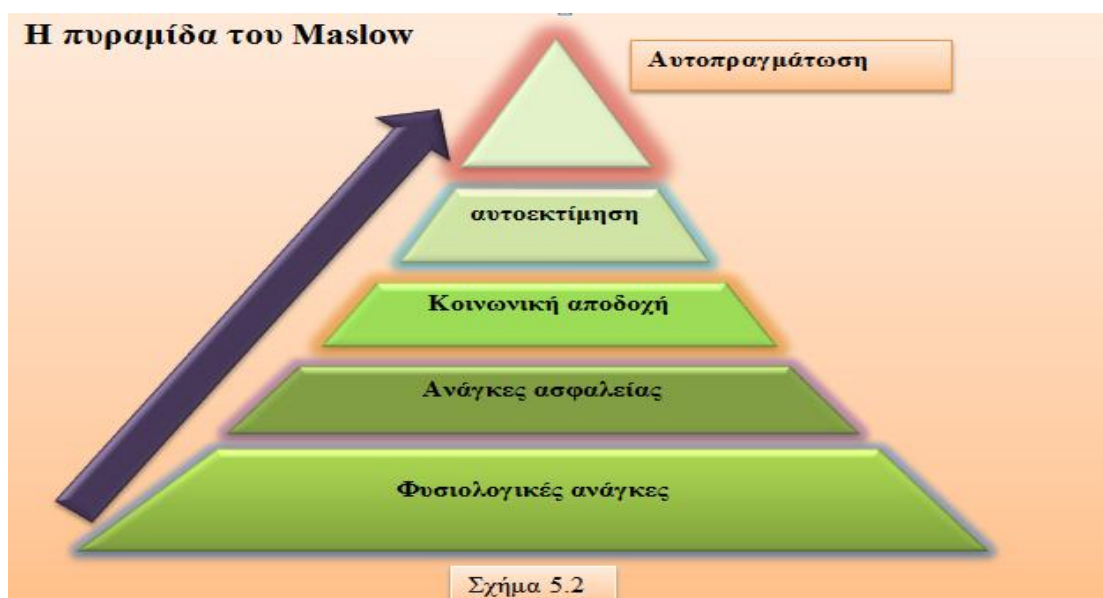 Η πυραμίδα του Maslow
Αυτοπραγμάτωση
αυτοεκτίμηση
Κοινωνική αποδοχή
Ανάγκες ασφαλείας
Φυσιολογικές ανάγκες
Σχήμα 5.2